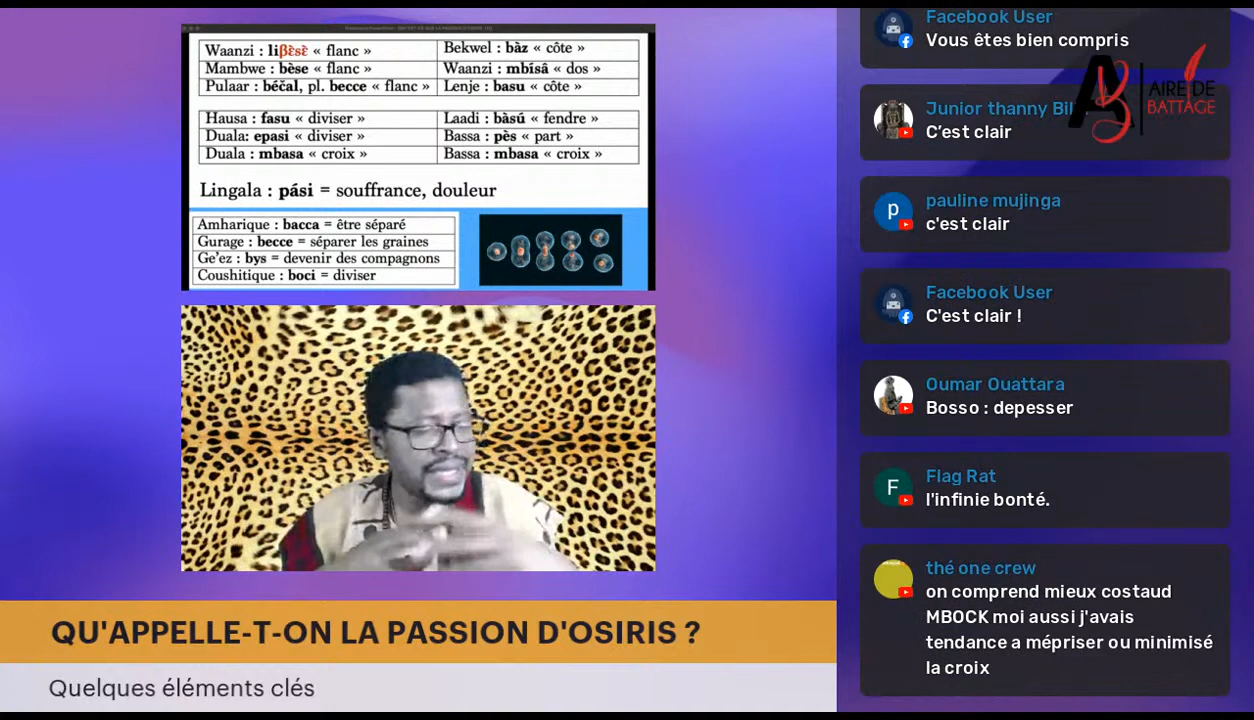 Waanzi : liβɛ̀sɛ̀ « flanc »
Bekwel : bàz « côte »
Mambwe : bèse « flanc »
Waanzi : mbísâ « dos »
Pulaar : béčal, pl. becce « flanc »
Lenje : basu « côte »
Hausa : fasu « diviser »
Laadi : bàsú « fendre »
Duala: epasi « diviser »
Bassa : pès « part »
Duala : mbasa « croix »
Bassa : mbasa « croix »
Lingala : pási = souffrance, douleur
Amharique : bacca = être séparé
Gurage : becce = séparer les graines
Ge'ez : bys = devenir des compagnons
Coushitique : boci = diviser
QU'APPELLE-T-ON LA PASSION D'OSIRIS ?
Quelques éléments clés
Facebook User
Vous êtes bien compris
AB
AIRE DE
BATTAGE
Junior thanny
C'est clair
pauline mujinga
c'est clair
Facebook User
C'est clair !
Oumar Ouattara
Bosso : depesser
Flag Rat
l'infinie bonté.
thé one crew
on comprend mieux costaud
MBOCK moi aussi j'avais
tendance a mépriser ou minimisé
la croix